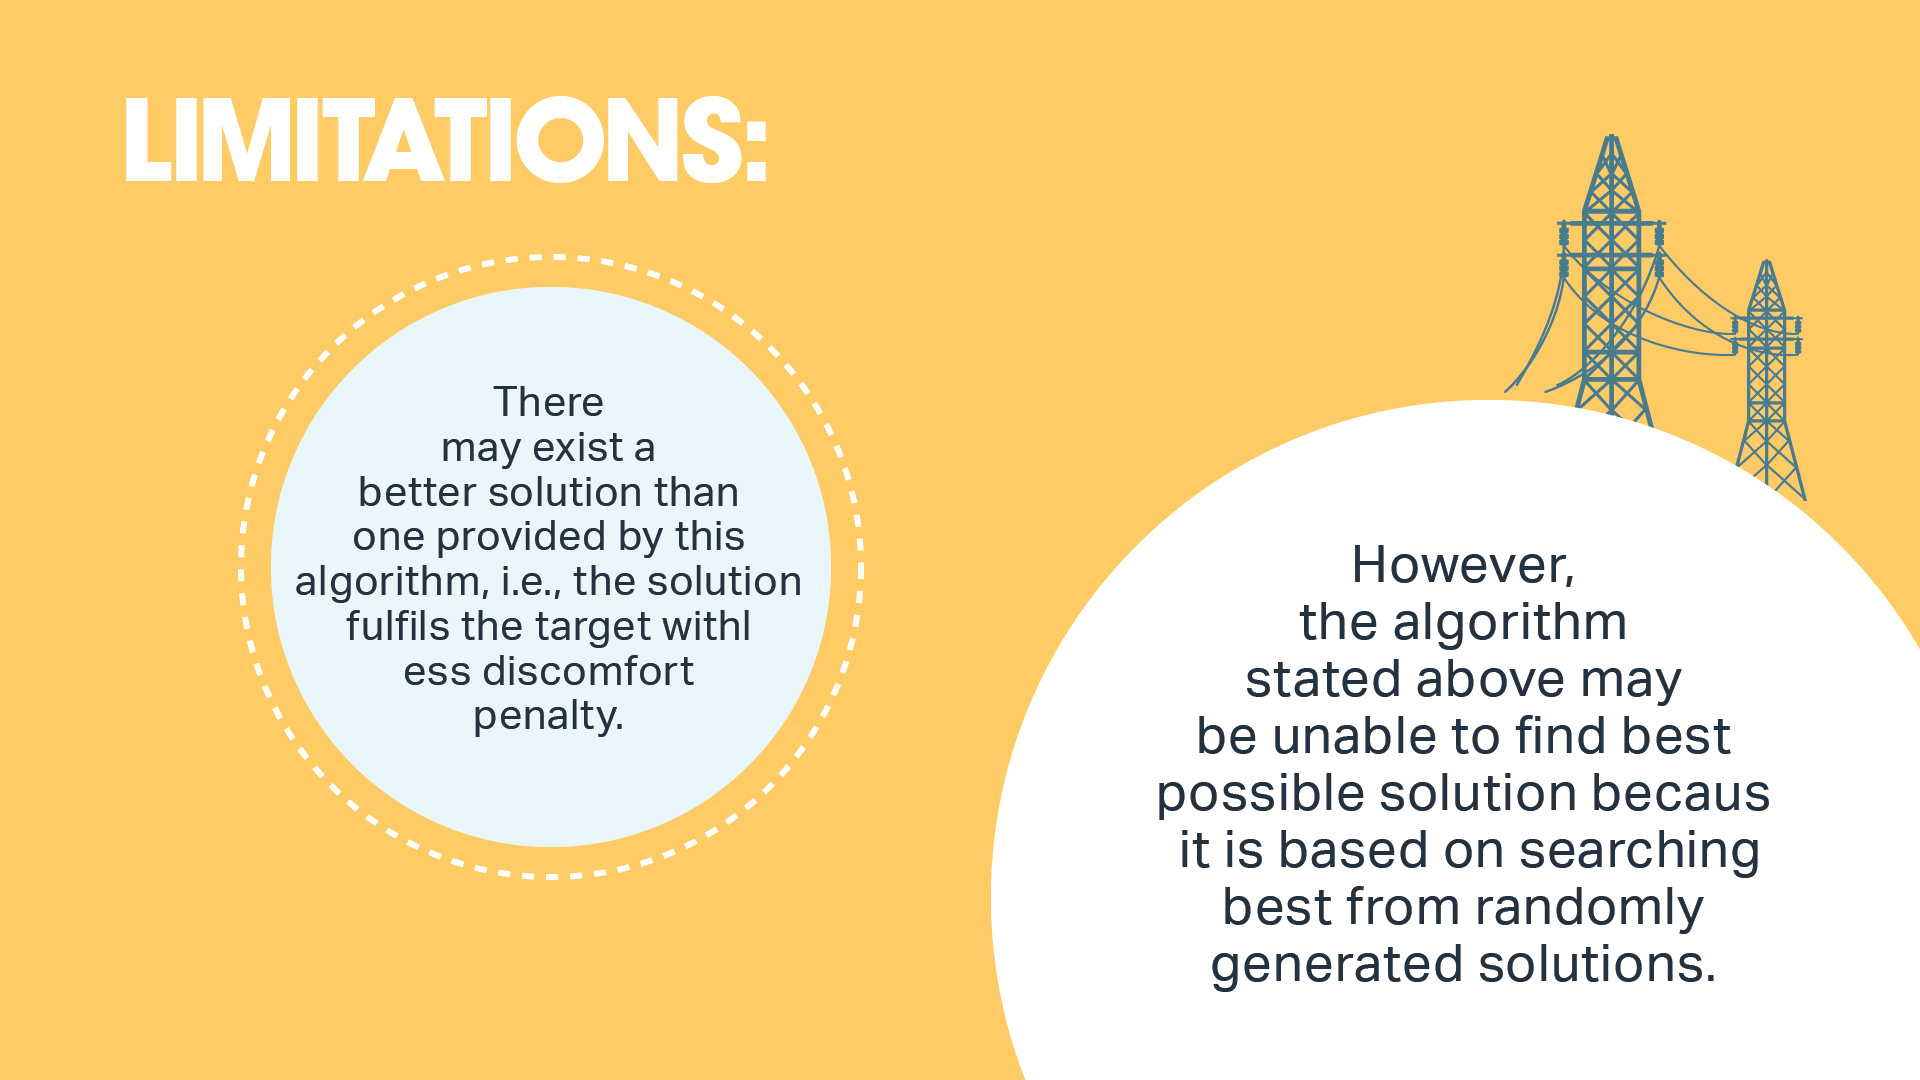 LIMITATIONS:
There
may exist a
better solution than
one provided by this
algorithm, i.e., the solution
fulfils the target withl
ess discomfort
penalty.
However,
the algorithm
stated above may
be unable to find best
possible solution becaus
it is based on searching
best from randomly
generated solutions.